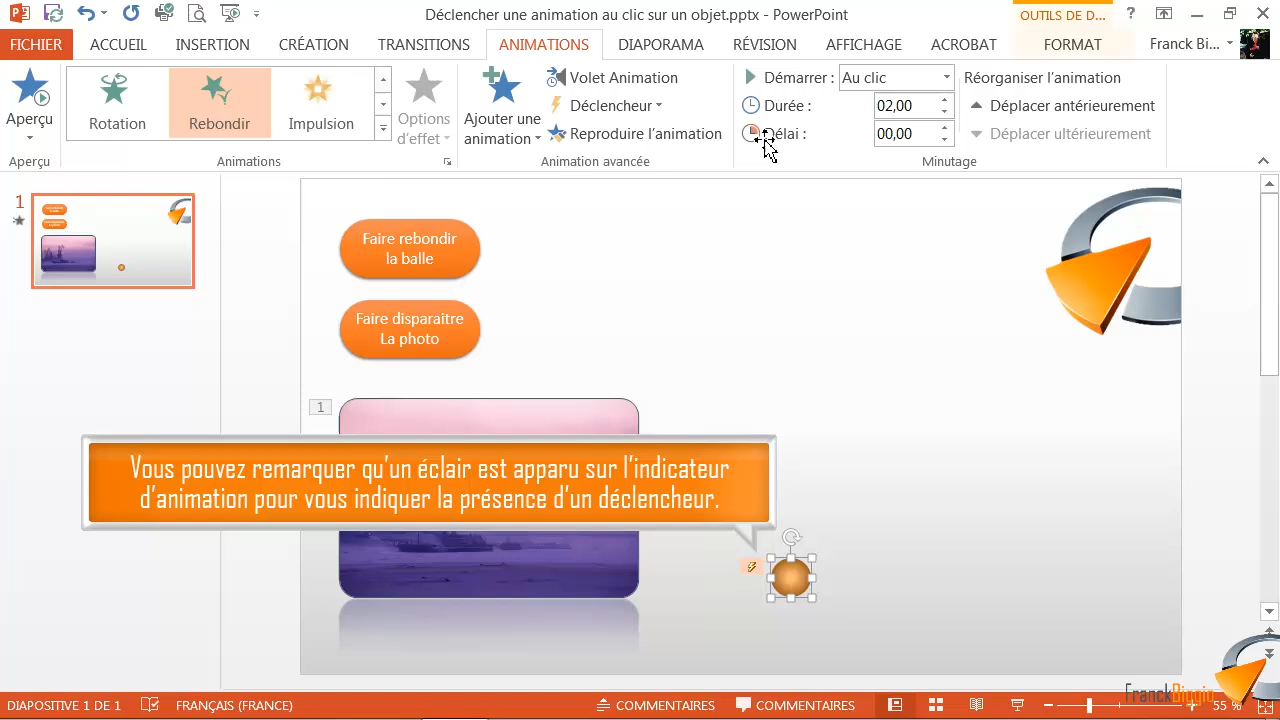 Déclencher une animation au clic sur un objet.pptx - PowerPoint
OUTILS DE D...
FICHIER
ACCUEIL
INSERTION
CRÉATION
TRANSITIONS
ANIMATIONS
DIAPORAMA
RÉVISION
AFFICHAGE
ACROBAT
FORMAT
Franck Bi...
Aperçu
Rotation
Rebondir
Impulsion
Options
d'effet
Ajouter une
animation
Volet Animation
Déclencheur
Reproduire l'animation
Démarrer :
Au clic
Durée :
02,00
Délai :
00,00
Réorganiser l'animation
Déplacer antérieurement
Déplacer ultérieurement
Aperçu
Animations
Animation avancée
Minutage
1
Faire rebondir
la balle
Faire disparaitre
La photo
1
Vous pouvez remarquer qu'un éclair est apparu sur l'indicateur
d'animation pour vous indiquer la présence d'un déclencheur.
FranckBiggio
DIAPOSITIVE 1 DE 1
FRANÇAIS (FRANCE)
COMMENTAIRES
COMMENTAIRES
55 %